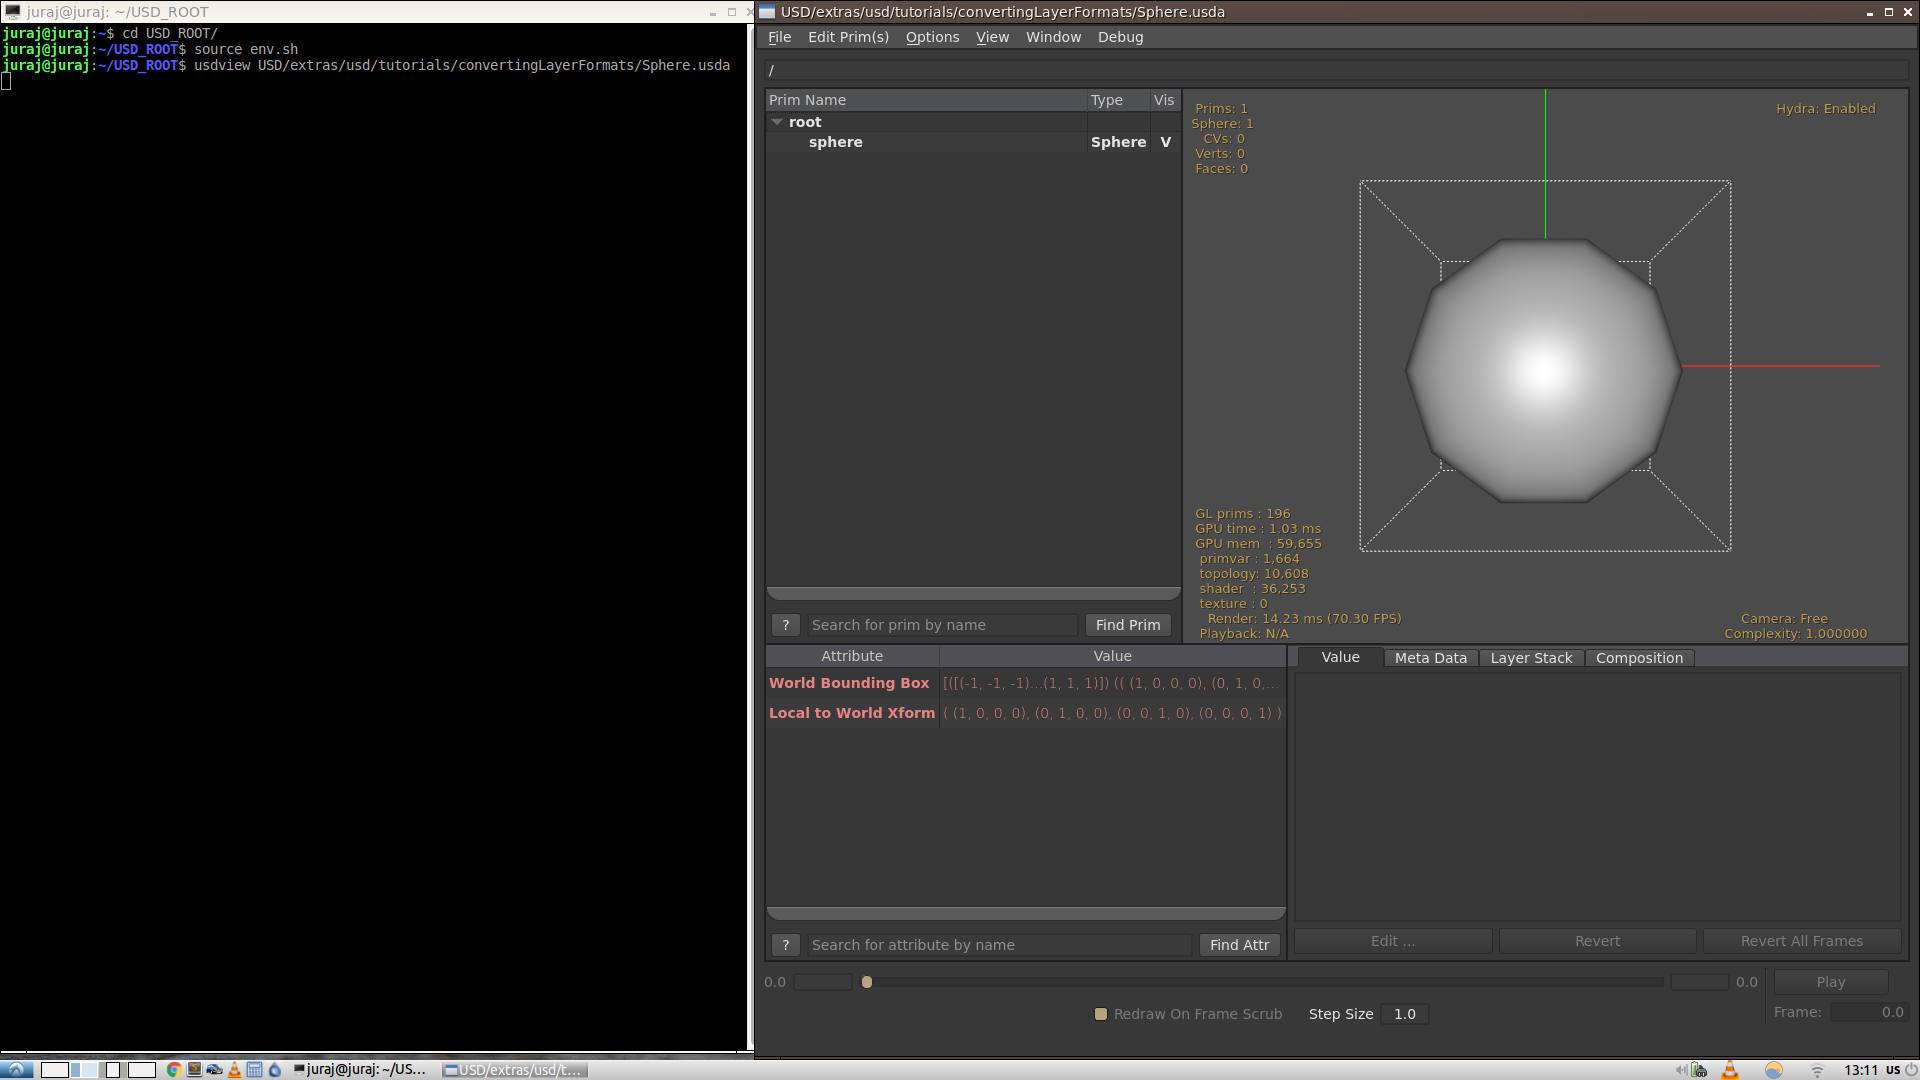 juraj@juraj: ~/USD_ROOT
juraj@juraj:~$ cd USD_ROOT/
juraj@juraj:~/USD_ROOT$ source env.sh
juraj@juraj:~/USD_ROOT$ usdview USD/extras/usd/tutorials/convertingLayerFormats/Sphere.usda
USD/extras/usd/tutorials/convertingLayerFormats/Sphere.usda
File Edit Prim(s) Options View Window Debug
/
Prim Name Type Vis
root
sphere Sphere V
Prims: 1
Sphere: 1
CVs: 0
Verts: 0
Faces: 0
Hydra: Enabled
GL prims : 196
GPU time : 1.03 ms
GPU mem : 59,655
primvar : 1,664
topology: 10,608
shader : 36,253
texture : 0
Render: 14.23 ms (70.30 FPS)
Playback: N/A
Camera: Free
Complexity: 1.000000
? Search for prim by name Find Prim
Attribute Value
World Bounding Box [([(-1, -1, -1)...(1, 1, 1)]) (( (1, 0, 0, 0), (0, 1, 0,...
Local to World Xform ( (1, 0, 0, 0), (0, 1, 0, 0), (0, 0, 1, 0), (0, 0, 0, 1) )
? Search for attribute by name Find Attr
Value Meta Data Layer Stack Composition
Edit ... Revert Revert All Frames
0.0 0.0 Play
Redraw On Frame Scrub Step Size 1.0 Frame: 0.0
juraj@juraj: ~/US... USD/extras/usd/t... 13:11 US